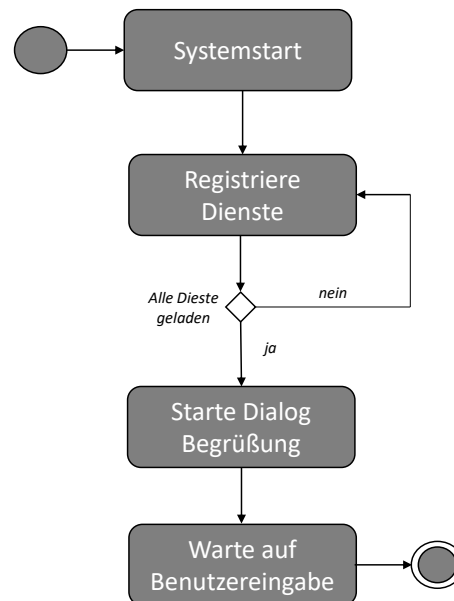 Systemstart
Registriere
Dienste
Alle Dieste
geladen
nein
ja
Starte Dialog
Begrüßung
Warte auf
Benutzereingabe